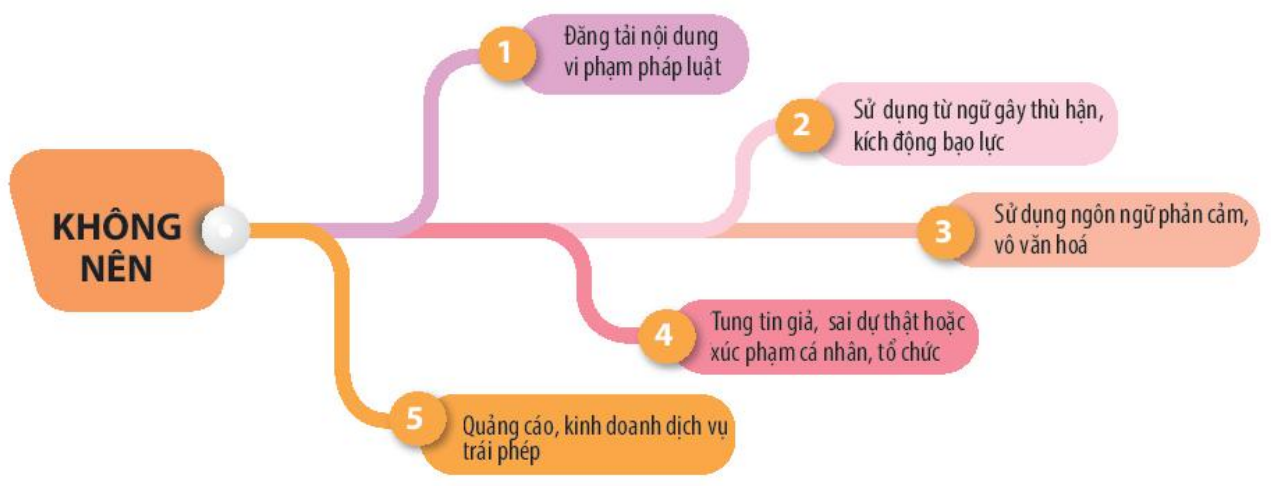 KHÔNG
NÊN
1
Đăng tải nội dung
vi phạm pháp luật
2
Sử dụng từ ngữ gây thù hận,
kích động bạo lực
3
Sử dụng ngôn ngữ phản cảm,
vô văn hoá
4
Tung tin giả, sai dự thật hoặc
xúc phạm cá nhân, tổ chức
5
Quảng cáo, kinh doanh dịch vụ
trái phép